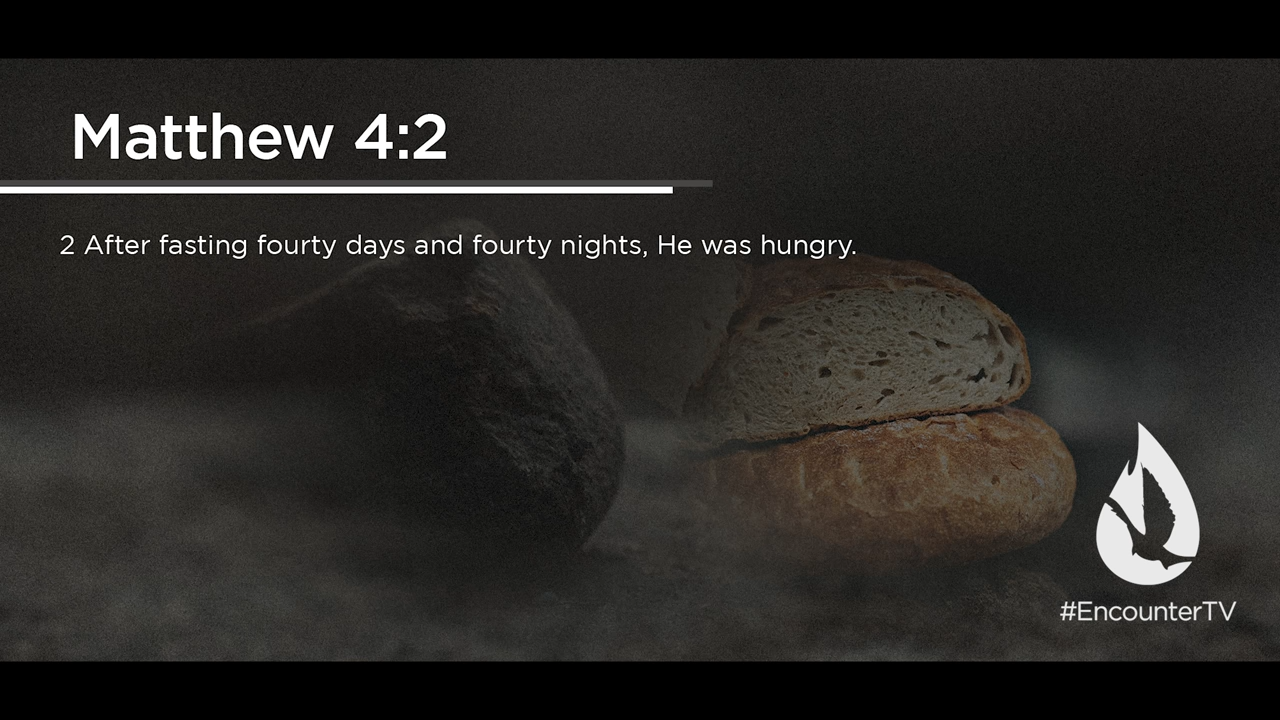 Matthew 4:2
2 After fasting fourty days and fourty nights, He was hungry.
#EncounterTV